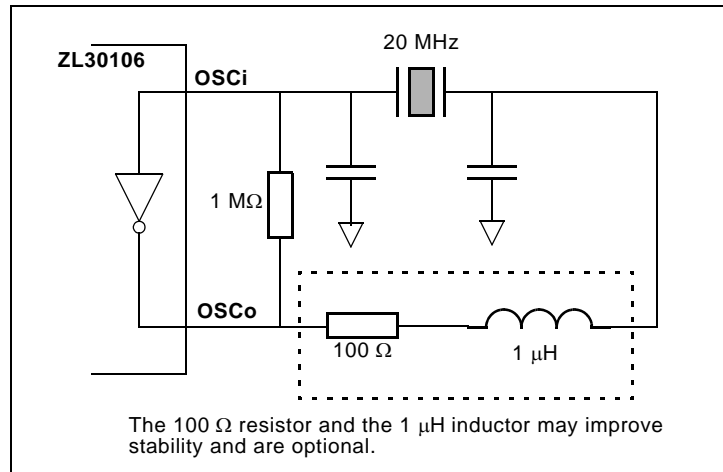 20 MHz
ZL30106
OSCi
1 MΩ
OSCo
100 Ω
1 μH
The 100 Ω resistor and the 1 μH inductor may improve
stability and are optional.